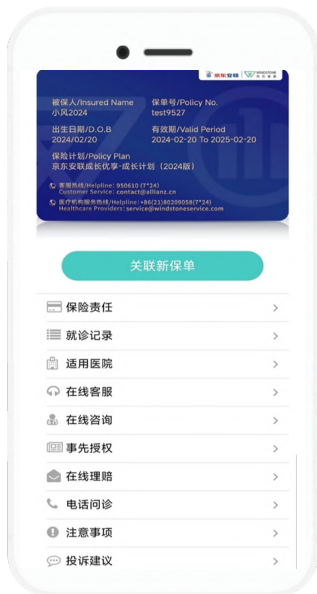 京东安联 WINDSTONE
被保人/Insured Name 保单号/Policy No.
小风2024 test9527
出生日期/D.O.B 有效期/Valid Period
2024/02/20 2024-02-20 To 2025-02-20
保险计划/Policy Plan
京东安联成长优享-成长计划（2024版）
客服热线/Helpline: 950610 (7*24)
Customer Service: contact@allianz.cn
医疗机构服务热线/Helpline:+86(21)80209058(7*24)
Healthcare Providers:service@windstoneservice.com
关联新保单
保险责任
就诊记录
适用医院
在线客服
在线咨询
事先授权
在线理赔
电话问诊
注意事项
投诉建议